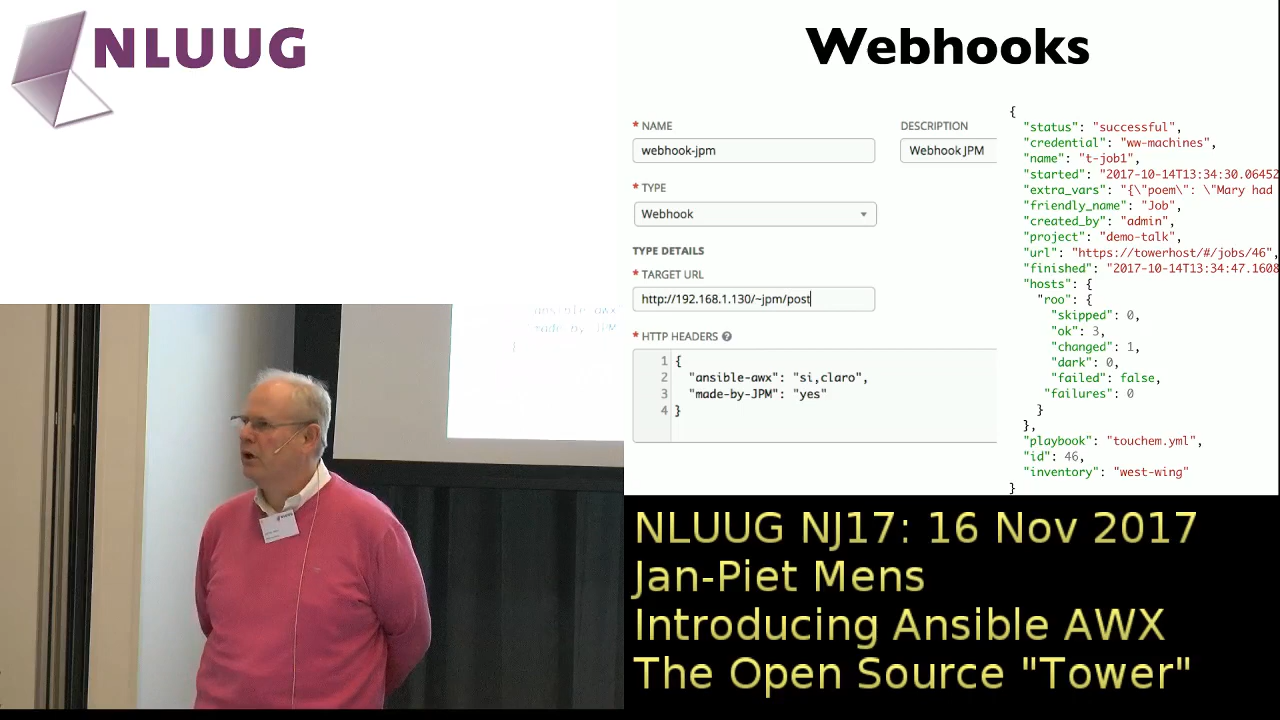 NLUUG
Webhooks
* NAME
webhook-jpm
DESCRIPTION
Webhook JPM
* TYPE
Webhook
TYPE DETAILS
* TARGET URL
http://192.168.1.130/~jpm/post
* HTTP HEADERS ?
1 {
2 "ansible-awx": "si,claro",
3 "made-by-JPM": "yes"
4 }
{
"status": "successful",
"credential": "ww-machines",
"name": "t-job1",
"started": "2017-10-14T13:34:30.06452
"extra_vars": "{\"poem\": \"Mary had
"friendly_name": "Job",
"created_by": "admin",
"project": "demo-talk",
"url": "https://towerhost/#/jobs/46",
"finished": "2017-10-14T13:34:47.1608
"hosts": {
"roo": {
"skipped": 0,
"ok": 3,
"changed": 1,
"dark": 0,
"failed": false,
"failures": 0
}
},
"playbook": "touchem.yml",
"id": 46,
"inventory": "west-wing"
}
ansible-awx"
made-by-JPM"
}
NLUUG NJ17: 16 Nov 2017
Jan-Piet Mens
Introducing Ansible AWX
The Open Source "Tower"